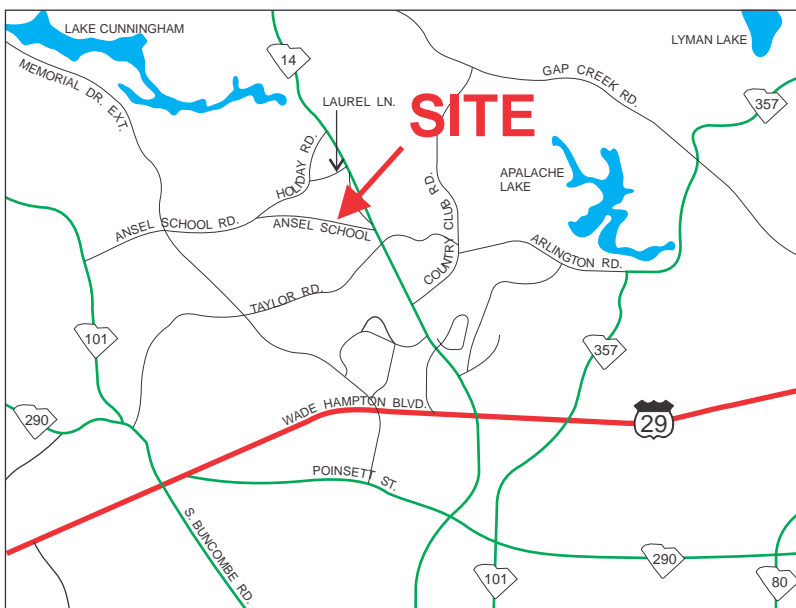 LAKE CUNNINGHAM
14
LYMAN LAKE
MEMORIAL DR. EXT.
GAP CREEK RD.
357
LAUREL LN.
SITE
HOLIDAY RD.
APALACHE
LAKE
COUNTRY CLUB RD.
ANSEL SCHOOL RD.
ANSEL SCHOOL
ARLINGTON RD.
TAYLOR RD.
101
357
290
WADE HAMPTON BLVD.
29
POINSETT ST.
S. BUNCOMBE RD.
290
101
80